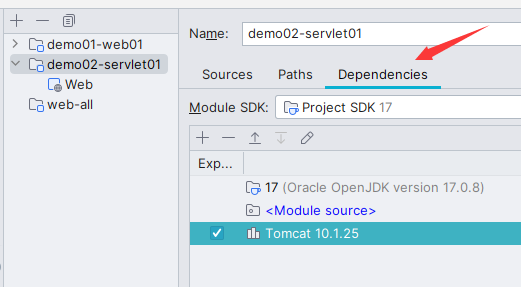 demo01-web01
demo02-servlet01
Web
web-all
Name: demo02-servlet01
Sources Paths Dependencies
Module SDK: Project SDK 17
Exp...
17 (Oracle OpenJDK version 17.0.8)
<Module source>
Tomcat 10.1.25